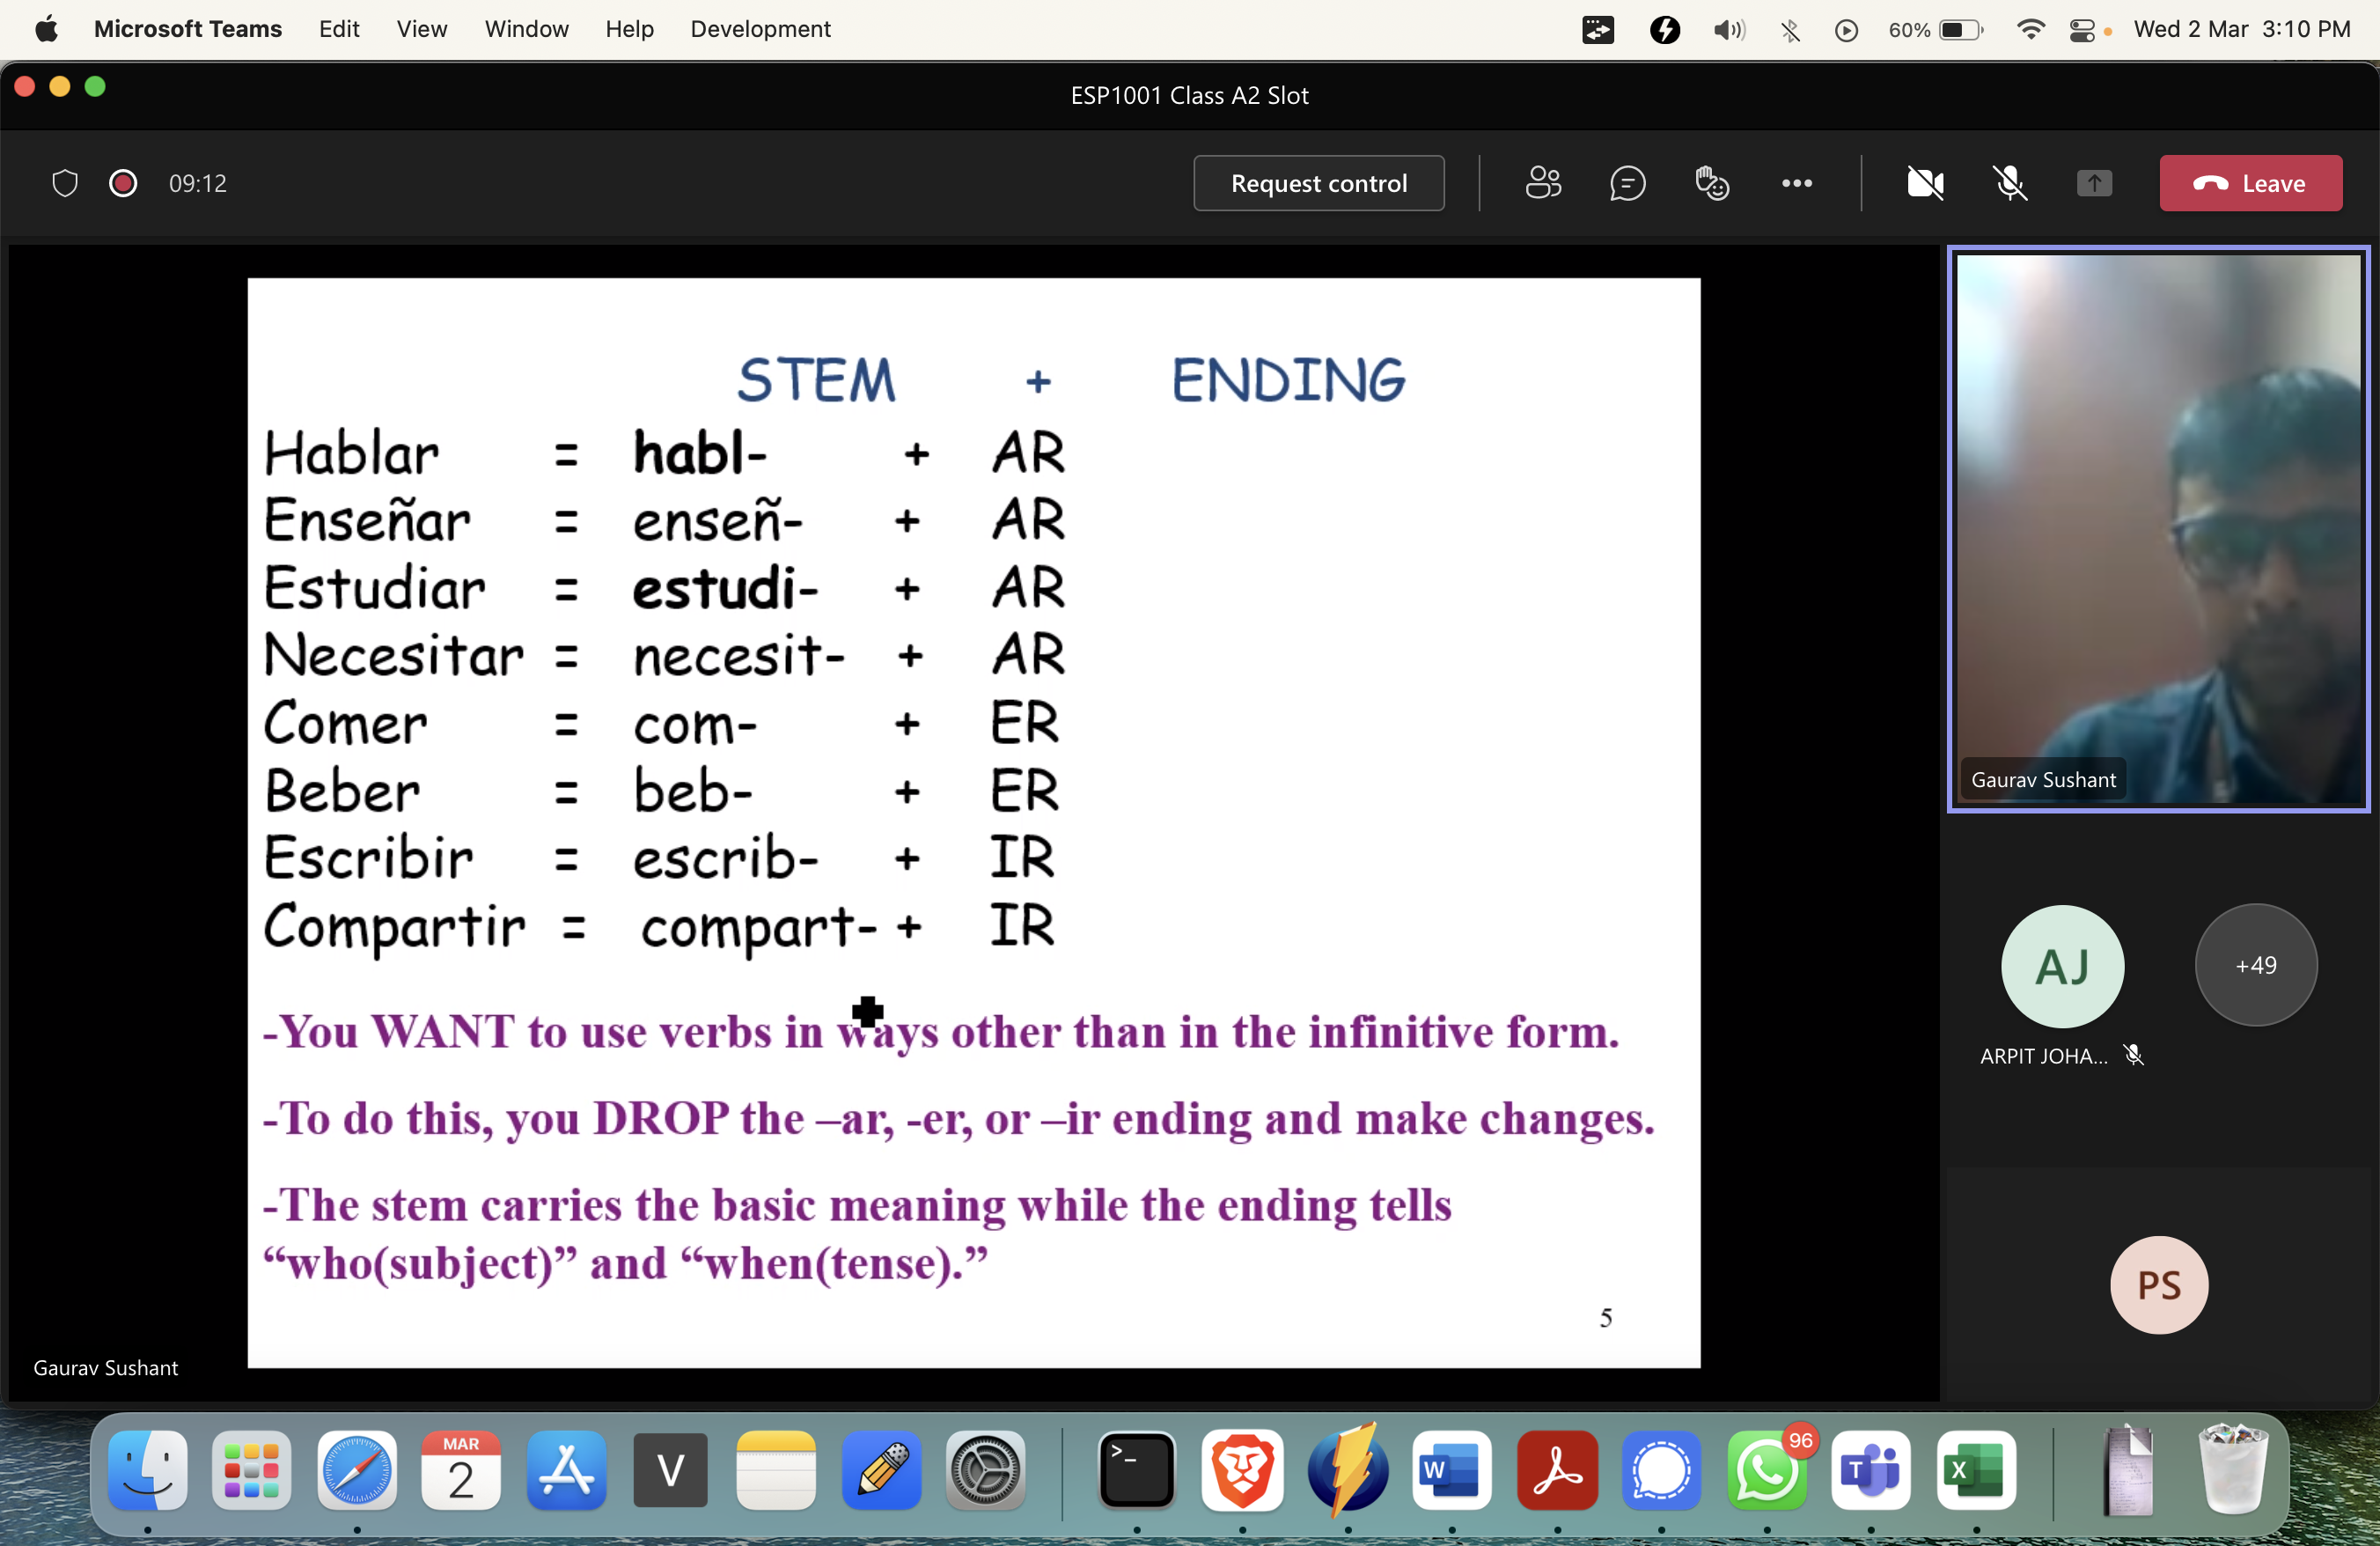 Microsoft Teams Edit View Window Help Development 60% Wed 2 Mar 3:10 PM
ESP1001 Class A2 Slot
09:12 Request control Leave
STEM + ENDING
Hablar = habl- + AR
Enseñar = enseñ- + AR
Estudiar = estudi- + AR
Necesitar = necesit- + AR
Comer = com- + ER
Beber = beb- + ER
Escribir = escrib- + IR
Compartir = compart- + IR
-You WANT to use verbs in ways other than in the infinitive form.
-To do this, you DROP the –ar, -er, or –ir ending and make changes.
-The stem carries the basic meaning while the ending tells
“who(subject)” and “when(tense).”
5
Gaurav Sushant
Gaurav Sushant
AJ +49
ARPIT JOHA...
PS
MAR
2
V
>_
W
96
T
X